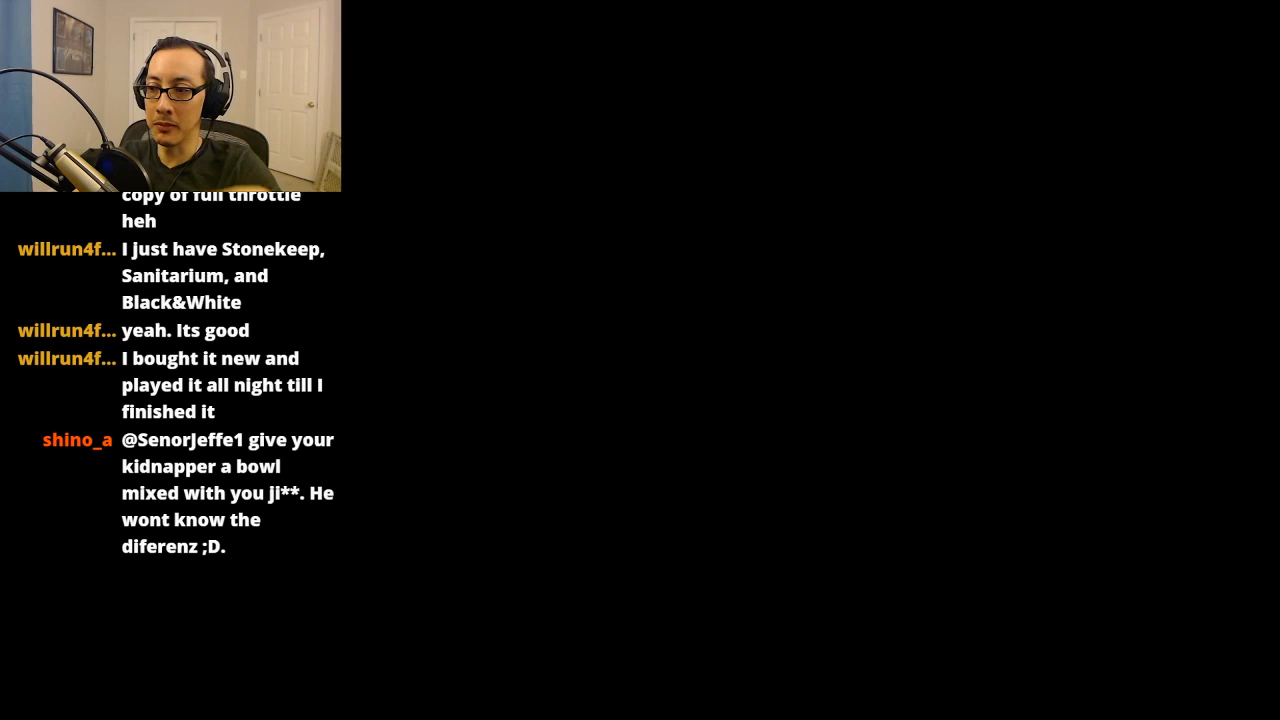 copy of full throttle
heh
willrun4f... I just have Stonekeep,
Sanitarium, and
Black&White
willrun4f... yeah. Its good
willrun4f... I bought it new and
played it all night till I
finished it
shino_a @SenorJeffe1 give your
kidnapper a bowl
mixed with you ji**. He
wont know the
diferenz ;D.